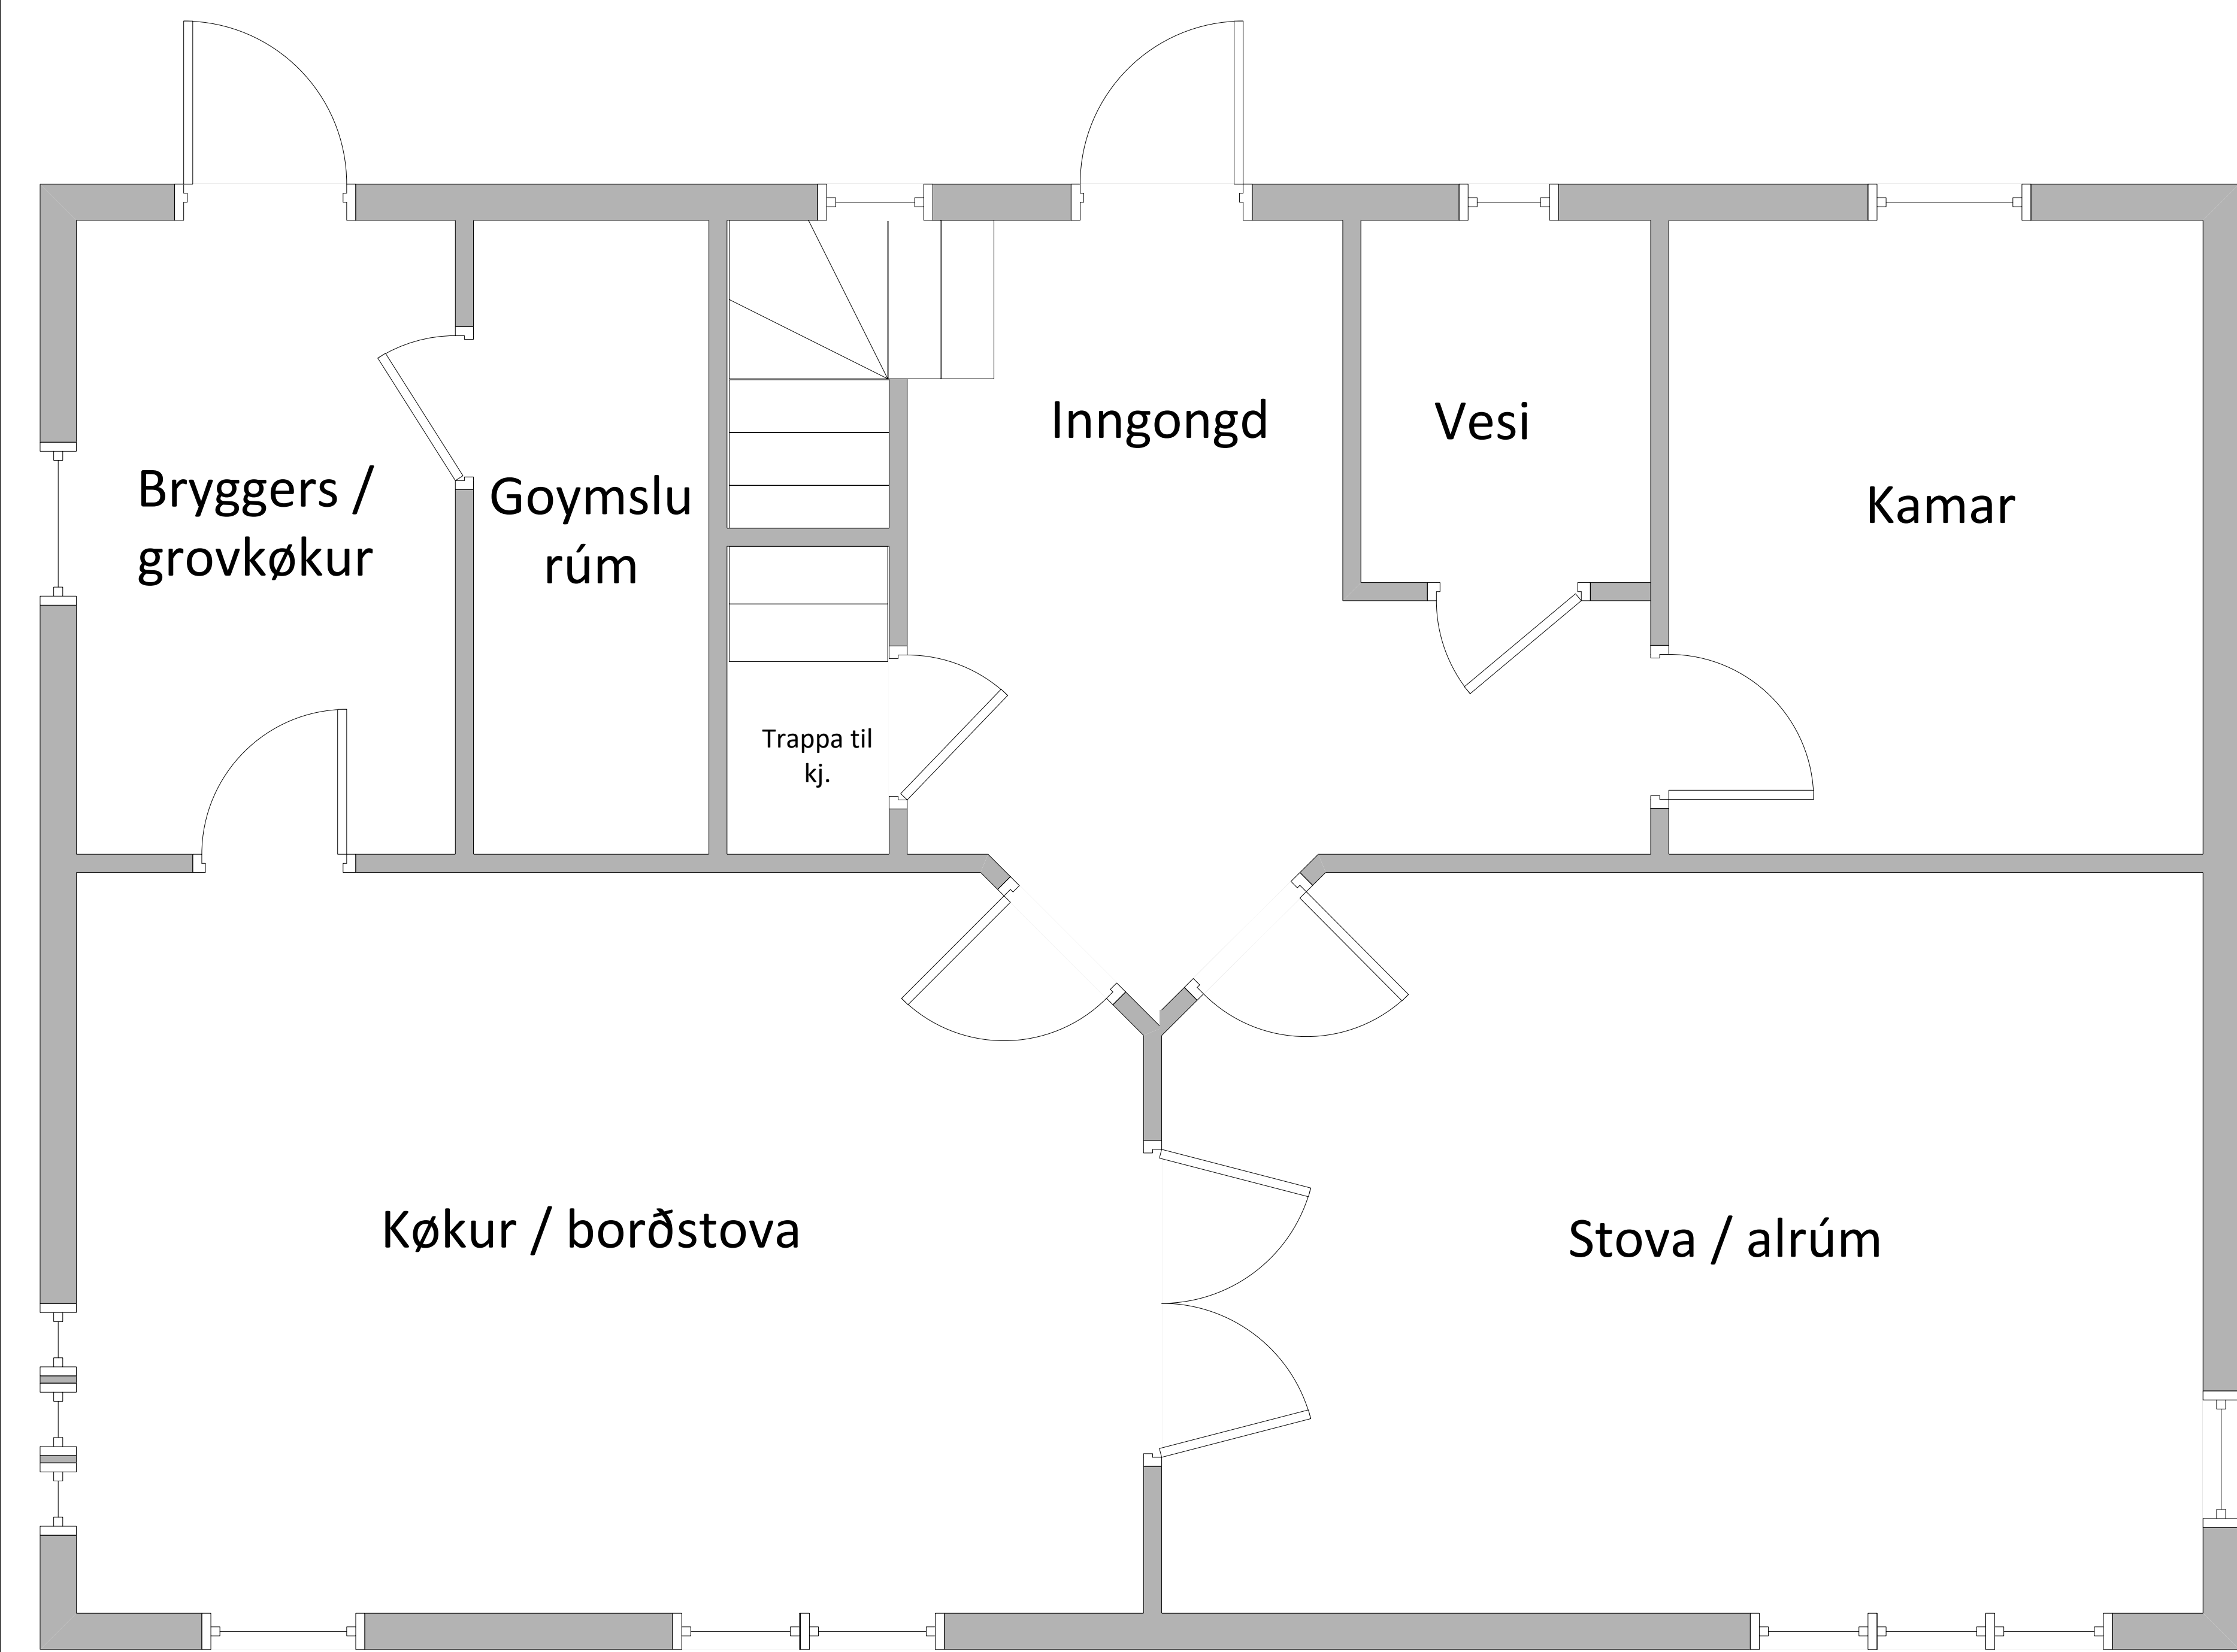 Inngongd
Vesi
Bryggers /
grovkøkur
Goymslu
rúm
Kamar
Trappa til
kj.
Køkur / borðstova
Stova / alrúm